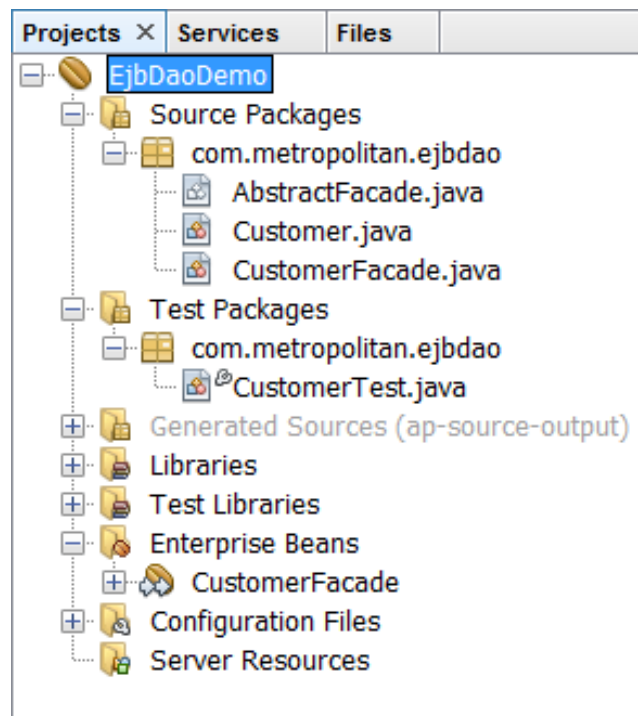 Projects × Services Files
EjbDaoDemo
Source Packages
com.metropolitan.ejbdao
AbstractFacade.java
Customer.java
CustomerFacade.java
Test Packages
com.metropolitan.ejbdao
CustomerTest.java
Generated Sources (ap-source-output)
Libraries
Test Libraries
Enterprise Beans
CustomerFacade
Configuration Files
Server Resources